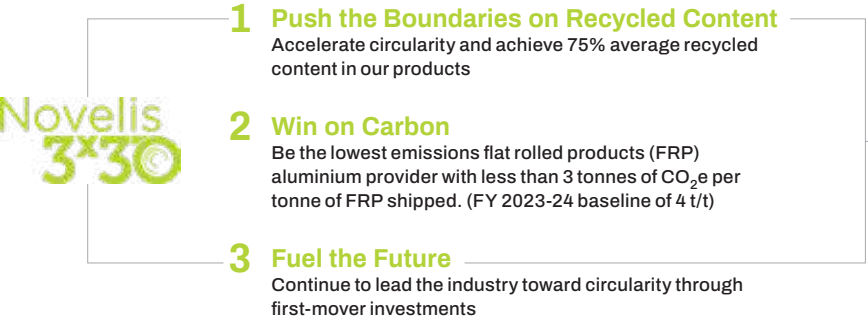 Novelis
3x30
1 Push the Boundaries on Recycled Content
Accelerate circularity and achieve 75% average recycled
content in our products
2 Win on Carbon
Be the lowest emissions flat rolled products (FRP)
aluminium provider with less than 3 tonnes of CO₂e per
tonne of FRP shipped. (FY 2023-24 baseline of 4 t/t)
3 Fuel the Future
Continue to lead the industry toward circularity through
first-mover investments